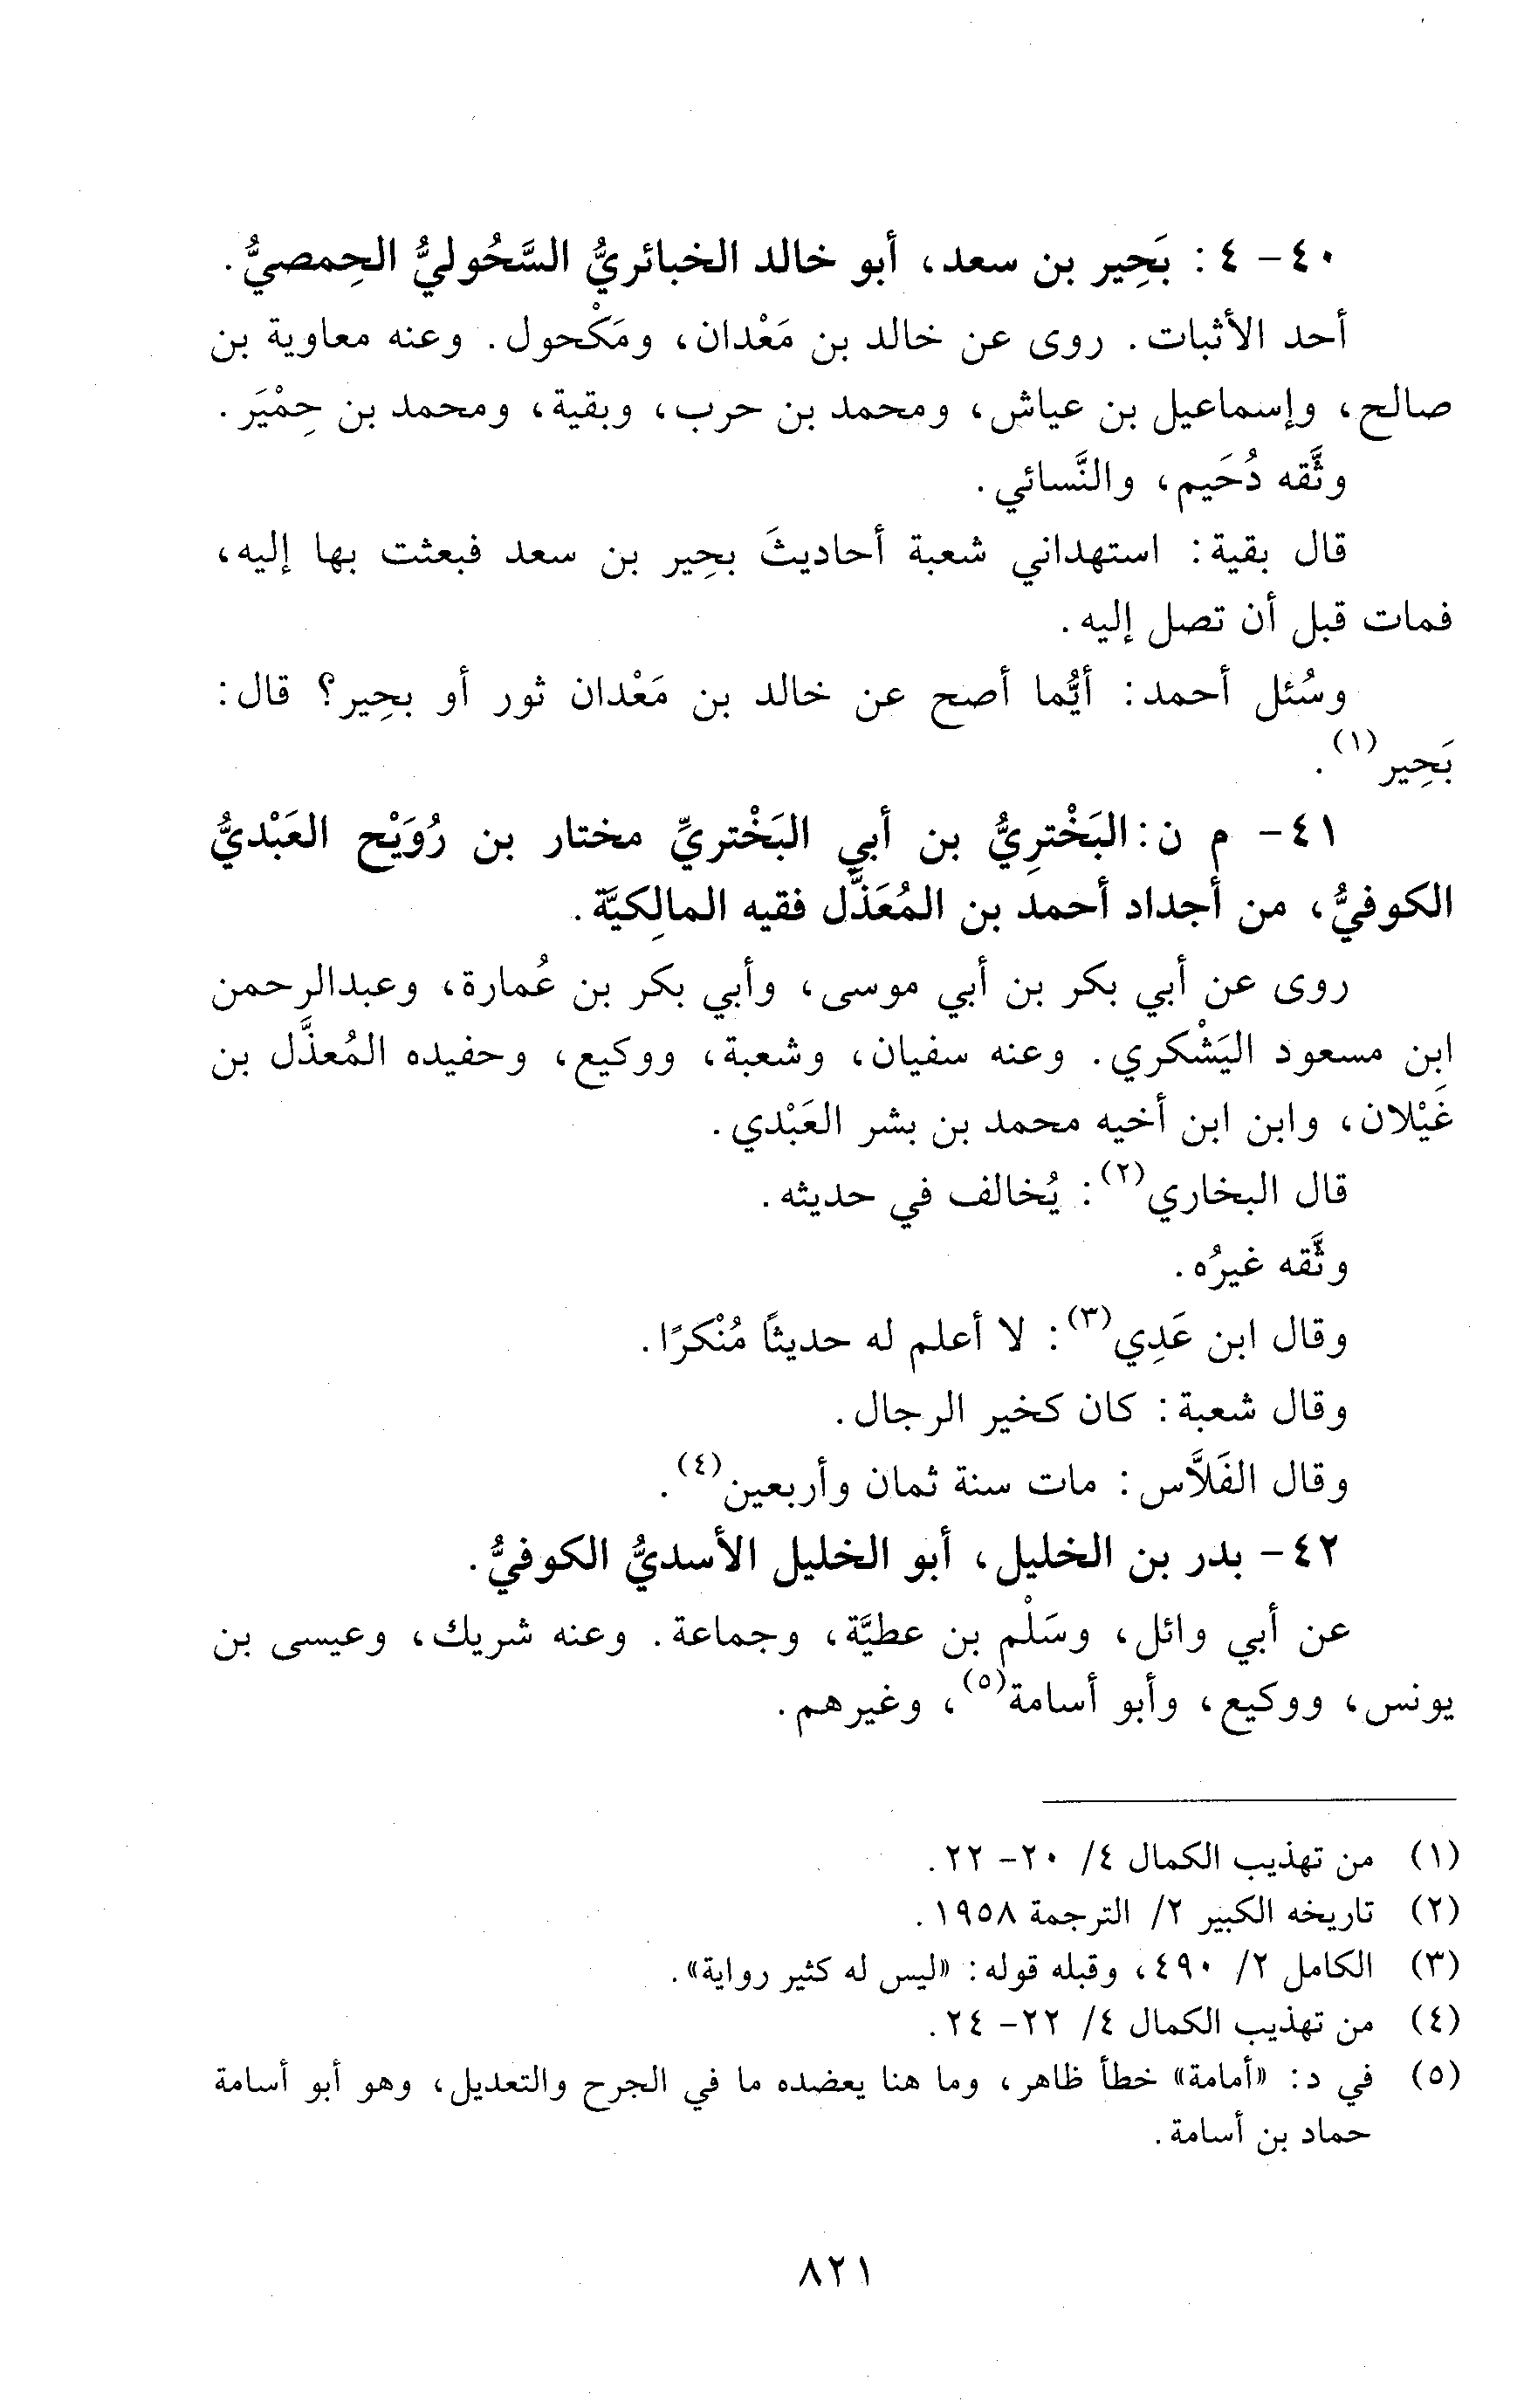 ٤٠- ٤: بَحِير بن سعد، أبو خالد الخبائريُّ السَّحُوليُّ الحِمصيُّ.
أحد الأثبات. روى عن خالد بن مَعْدان، ومَكْحول. وعنه معاوية بن
صالح، وإسماعيل بن عياش، ومحمد بن حرب، وبقية، ومحمد بن حِمْيَر.
وثَّقه دُحَيم، والنَّسائي.
قال بقية: استهداني شعبة أحاديثَ بحِير بن سعد فبعثت بها إليه،
فمات قبل أن تصل إليه.
وسُئل أحمد: أيُّما أصح عن خالد بن مَعْدان ثور أو بحِير؟ قال:
بَحِير(١).
٤١- م ن: البَخْترِيُّ بن أبي البَخْتريِّ مختار بن رُوَيْح العَبْديُّ
الكوفيُّ، من أجداد أحمد بن المُعَذَّل فقيه المالِكيَّة.
روى عن أبي بكر بن أبي موسى، وأبي بكر بن عُمارة، وعبدالرحمن
ابن مسعود اليَشْكري. وعنه سفيان، وشعبة، ووكيع، وحفيده المُعذَّل بن
غَيْلان، وابن ابن أخيه محمد بن بشر العَبْدي.
قال البخاري(٢): يُخالف في حديثه.
وثَّقه غيرُه.
وقال ابن عَدِي(٣): لا أعلم له حديثاً مُنْكرًا.
وقال شعبة: كان كخير الرجال.
وقال الفَلاَّس: مات سنة ثمان وأربعين(٤).
٤٢- بدر بن الخليل، أبو الخليل الأسديُّ الكوفيُّ.
عن أبي وائل، وسَلْم بن عطيَّة، وجماعة. وعنه شريك، وعيسى بن
يونس، ووكيع، وأبو أسامة(٥)، وغيرهم.
(١) من تهذيب الكمال ٤/ ٢٠- ٢٢.
(٢) تاريخه الكبير ٢/ الترجمة ١٩٥٨.
(٣) الكامل ٢/ ٤٩٠، وقبله قوله: «ليس له كثير رواية».
(٤) من تهذيب الكمال ٤/ ٢٢- ٢٤.
(٥) في د: «أمامة» خطأ ظاهر، وما هنا يعضده ما في الجرح والتعديل، وهو أبو أسامة
حماد بن أسامة.
٨٢١